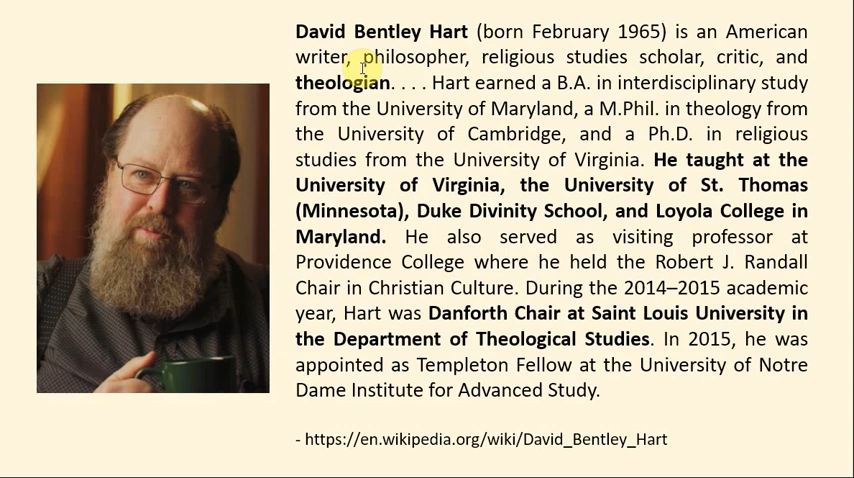 David Bentley Hart (born February 1965) is an American
writer, philosopher, religious studies scholar, critic, and
theologian. . . . Hart earned a B.A. in interdisciplinary study
from the University of Maryland, a M.Phil. in theology from
the University of Cambridge, and a Ph.D. in religious
studies from the University of Virginia. He taught at the
University of Virginia, the University of St. Thomas
(Minnesota), Duke Divinity School, and Loyola College in
Maryland. He also served as visiting professor at
Providence College where he held the Robert J. Randall
Chair in Christian Culture. During the 2014–2015 academic
year, Hart was Danforth Chair at Saint Louis University in
the Department of Theological Studies. In 2015, he was
appointed as Templeton Fellow at the University of Notre
Dame Institute for Advanced Study.
- https://en.wikipedia.org/wiki/David_Bentley_Hart